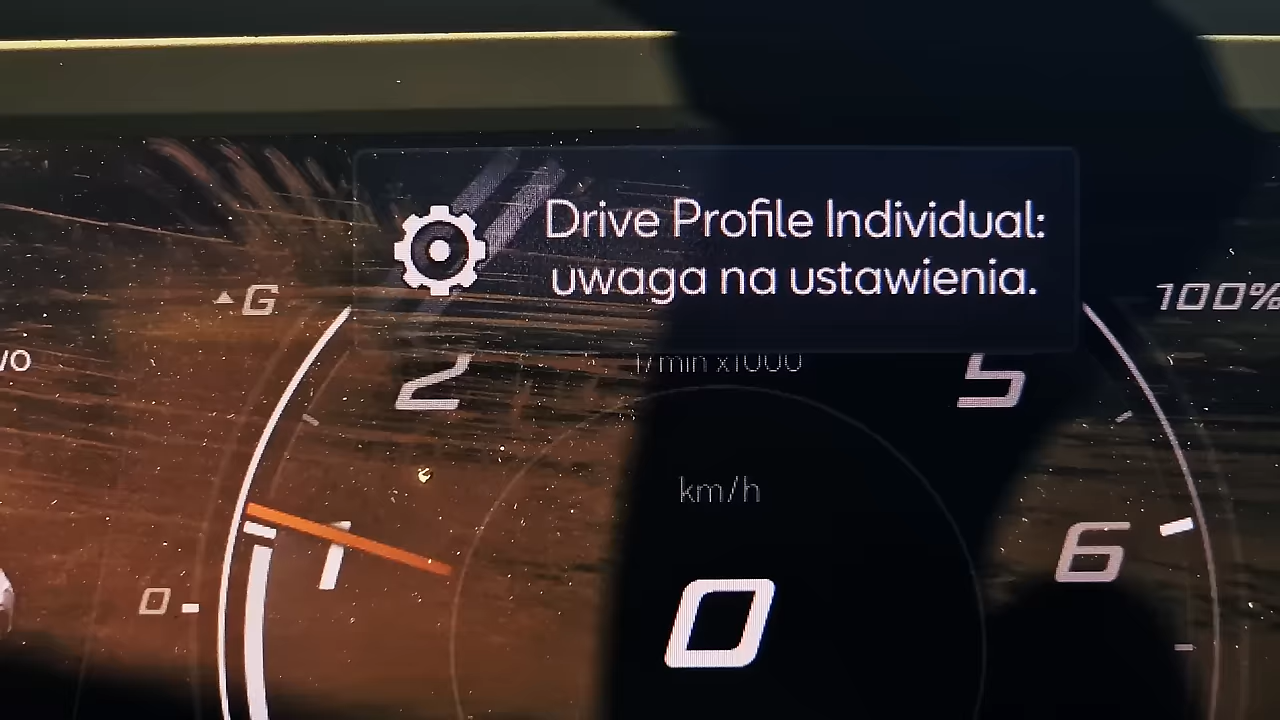 Drive Profile Individual:
uwaga na ustawienia.
G
100%
2
1/min x1000
5
km/h
1
6
0
0